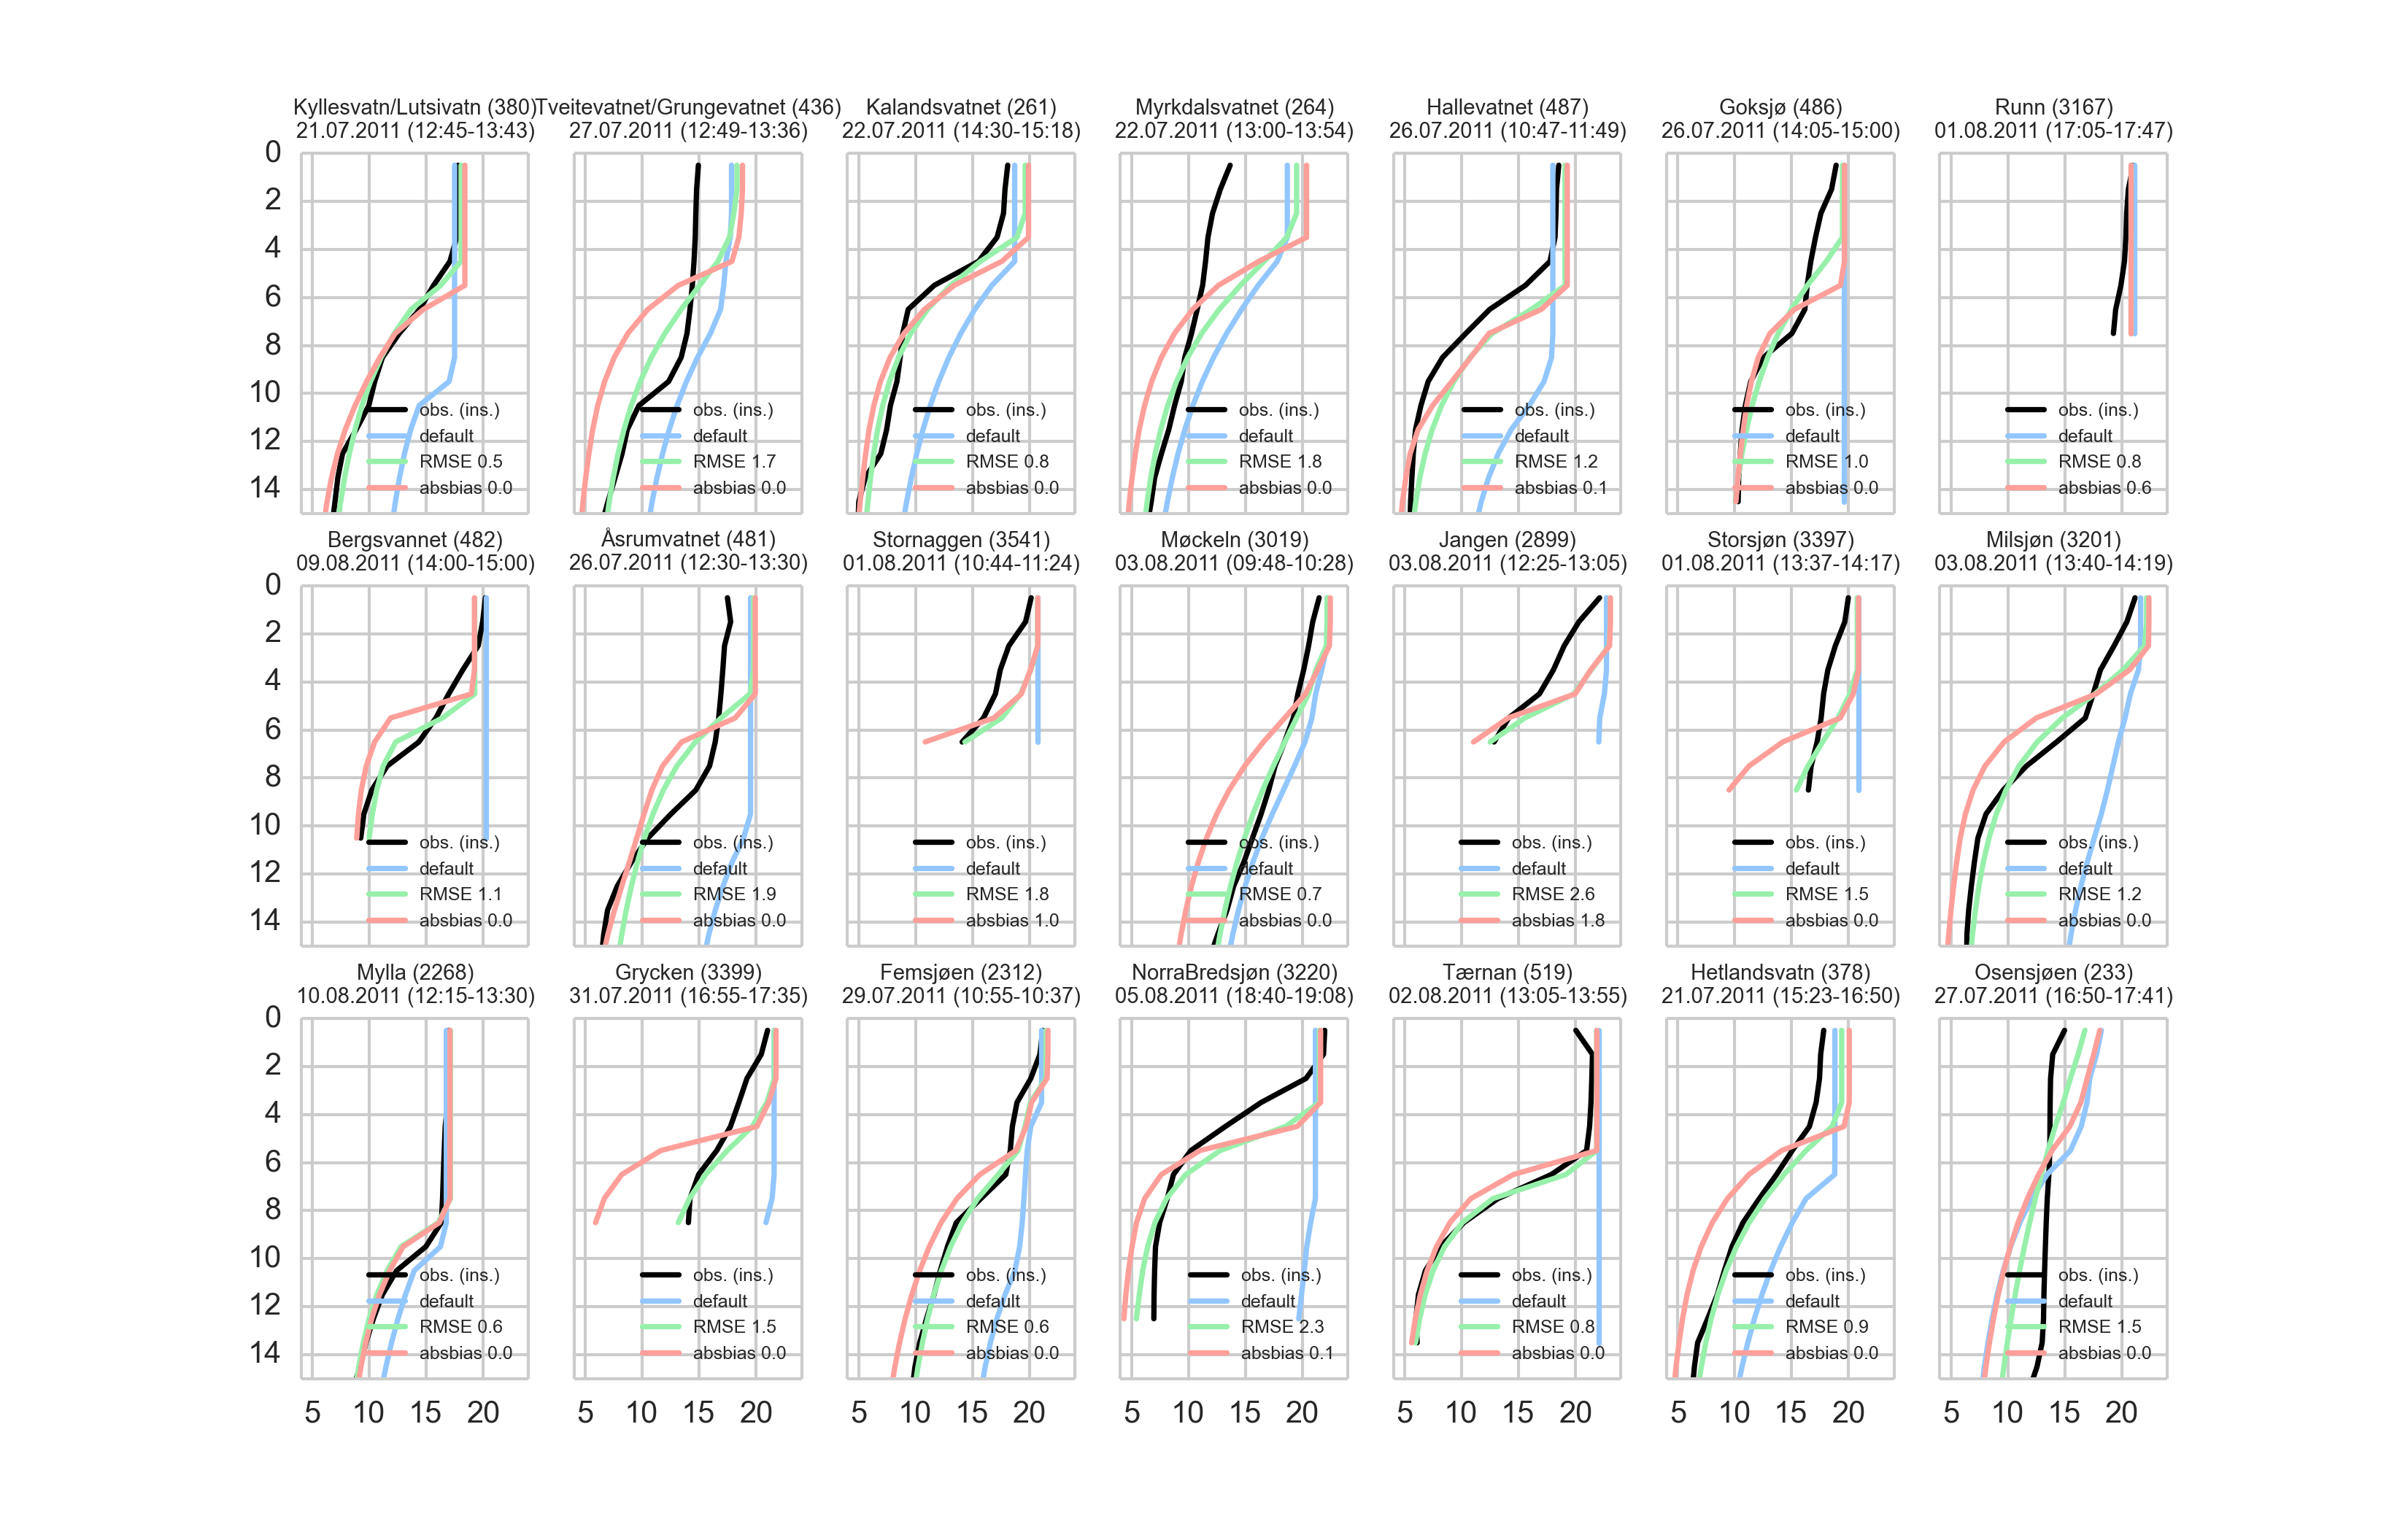 Kyllesvatn/Lutsivatn (380)
21.07.2011 (12:45-13:43)
Tveitevatnet/Grungevatnet (436)
27.07.2011 (12:49-13:36)
Kalandsvatnet (261)
22.07.2011 (14:30-15:18)
Myrkdalsvatnet (264)
22.07.2011 (13:00-13:54)
Hallevatnet (487)
26.07.2011 (10:47-11:49)
Goksjø (486)
26.07.2011 (14:05-15:00)
Runn (3167)
01.08.2011 (17:05-17:47)
0
2
4
6
8
10
12
14
obs. (ins.)
default
RMSE 0.5
absbias 0.0
obs. (ins.)
default
RMSE 1.7
absbias 0.0
obs. (ins.)
default
RMSE 0.8
absbias 0.0
obs. (ins.)
default
RMSE 1.8
absbias 0.0
obs. (ins.)
default
RMSE 1.2
absbias 0.1
obs. (ins.)
default
RMSE 1.0
absbias 0.0
obs. (ins.)
default
RMSE 0.8
absbias 0.6
Bergsvannet (482)
09.08.2011 (14:00-15:00)
Åsrumvatnet (481)
26.07.2011 (12:30-13:30)
Stornaggen (3541)
01.08.2011 (10:44-11:24)
Møckeln (3019)
03.08.2011 (09:48-10:28)
Jangen (2899)
03.08.2011 (12:25-13:05)
Storsjøn (3397)
01.08.2011 (13:37-14:17)
Milsjøn (3201)
03.08.2011 (13:40-14:19)
0
2
4
6
8
10
12
14
obs. (ins.)
default
RMSE 1.1
absbias 0.0
obs. (ins.)
default
RMSE 1.9
absbias 0.0
obs. (ins.)
default
RMSE 1.8
absbias 1.0
obs. (ins.)
default
RMSE 0.7
absbias 0.0
obs. (ins.)
default
RMSE 2.6
absbias 1.8
obs. (ins.)
default
RMSE 1.5
absbias 0.0
obs. (ins.)
default
RMSE 1.2
absbias 0.0
Mylla (2268)
10.08.2011 (12:15-13:30)
Grycken (3399)
31.07.2011 (16:55-17:35)
Femsjøen (2312)
29.07.2011 (10:55-10:37)
NorraBredsjøn (3220)
05.08.2011 (18:40-19:08)
Tærnan (519)
02.08.2011 (13:05-13:55)
Hetlandsvatn (378)
21.07.2011 (15:23-16:50)
Osensjøen (233)
27.07.2011 (16:50-17:41)
0
2
4
6
8
10
12
14
obs. (ins.)
default
RMSE 0.6
absbias 0.0
obs. (ins.)
default
RMSE 1.5
absbias 0.0
obs. (ins.)
default
RMSE 0.6
absbias 0.0
obs. (ins.)
default
RMSE 2.3
absbias 0.1
obs. (ins.)
default
RMSE 0.8
absbias 0.0
obs. (ins.)
default
RMSE 0.9
absbias 0.0
obs. (ins.)
default
RMSE 1.5
absbias 0.0
5 10 15 20
5 10 15 20
5 10 15 20
5 10 15 20
5 10 15 20
5 10 15 20
5 10 15 20